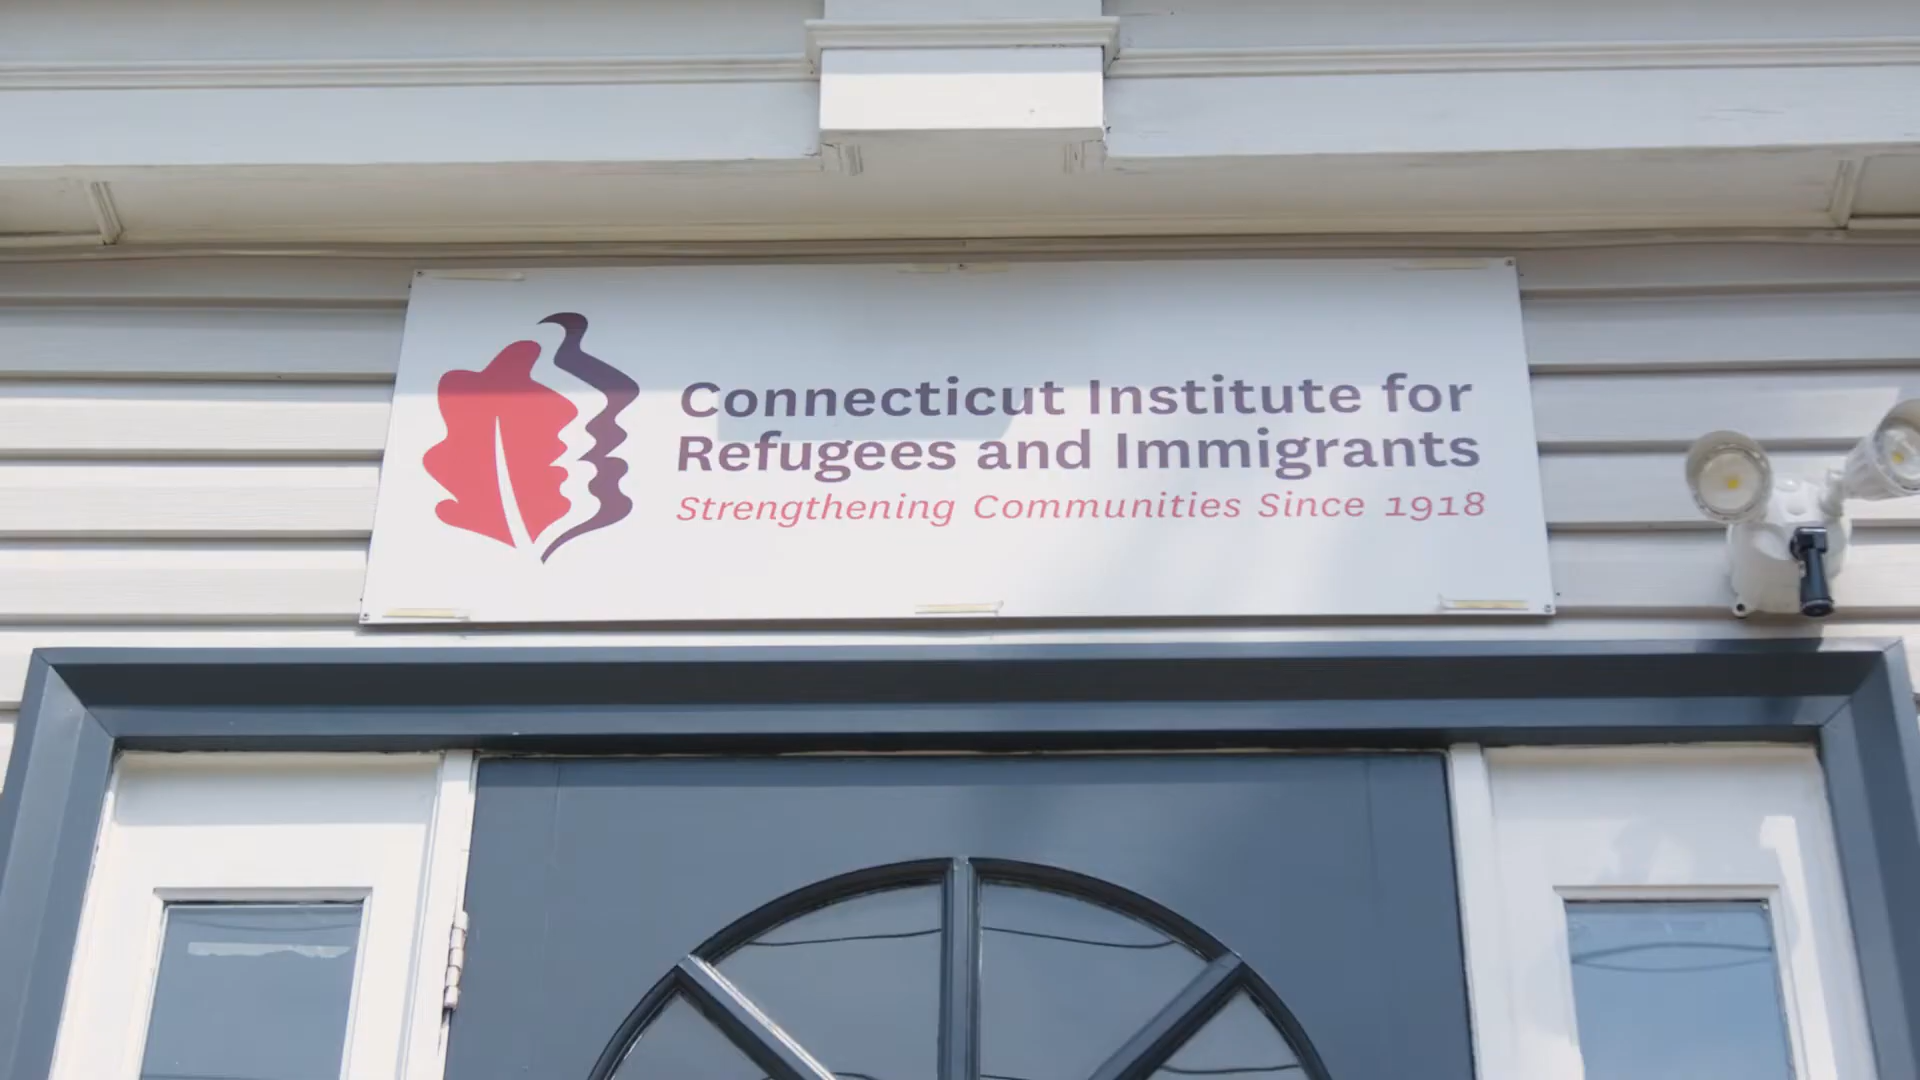 Connecticut Institute for
Refugees and Immigrants
Strengthening Communities Since 1918